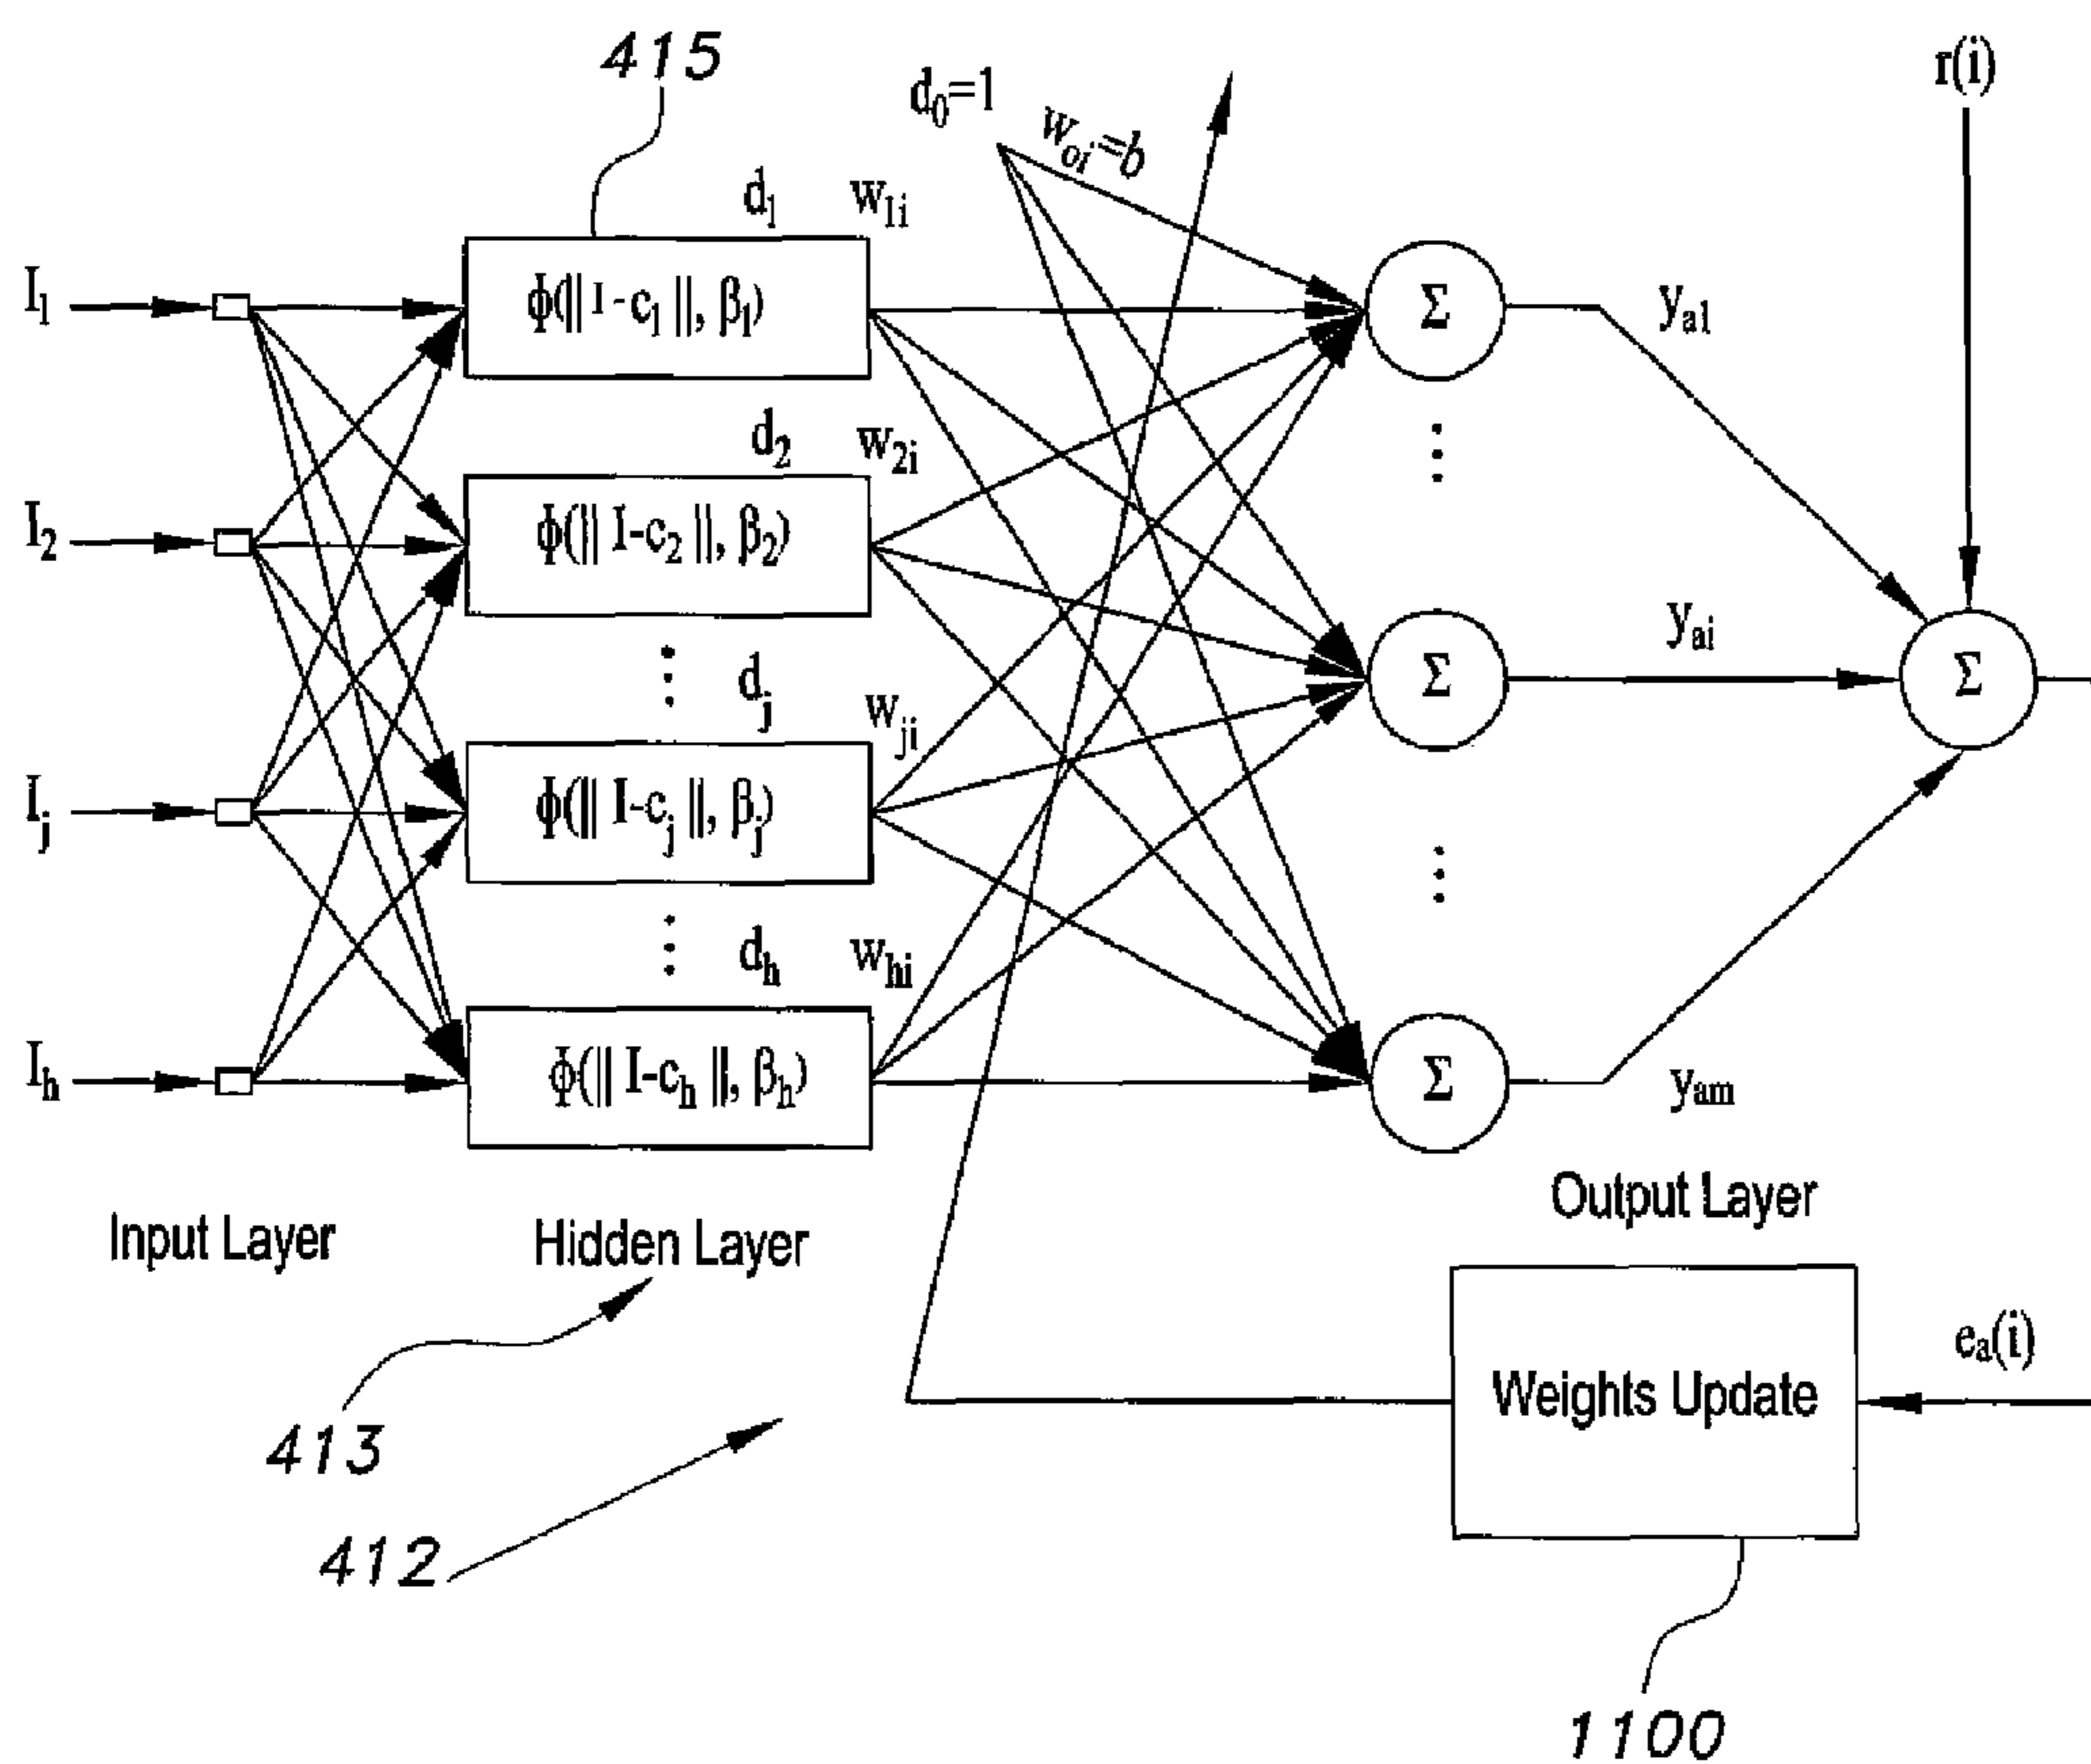 415
d0=1
woi=b
r(i)
d1
w1i
I1
ϕ(|| I-c1 ||, β1)
Σ
ya1
d2
w2i
I2
ϕ(|| I-c2 ||, β2)
dj
wji
yai
Σ
Σ
Ij
ϕ(|| I-cj ||, βj)
dh
whi
Ih
ϕ(|| I-ch ||, βh)
Σ
yam
Input Layer
Hidden Layer
Output Layer
ea(i)
Weights Update
413
412
1100